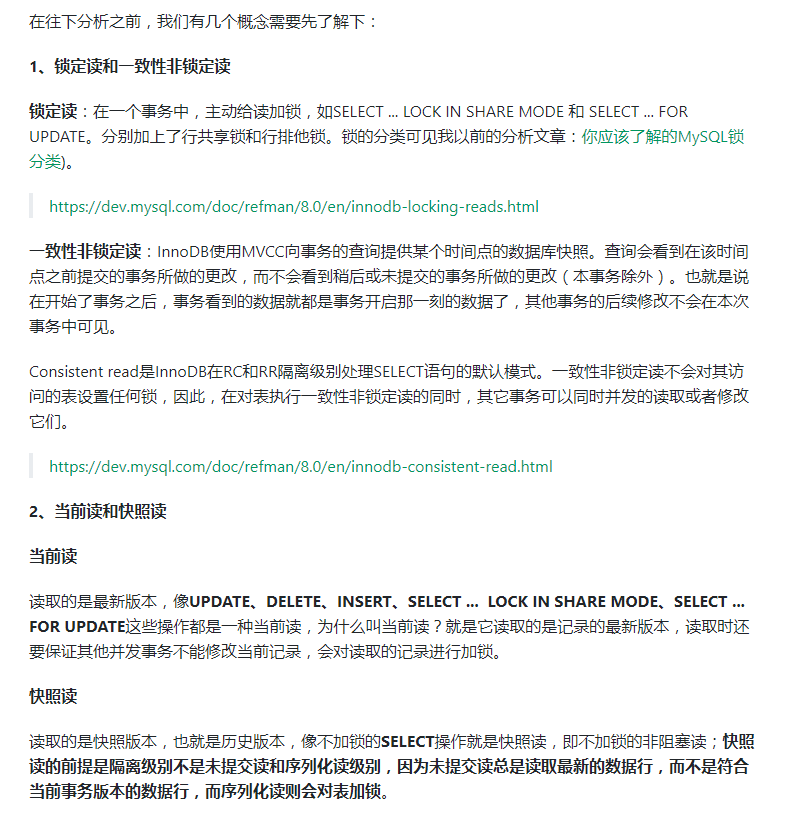 在往下分析之前，我们有几个概念需要先了解下：
1、锁定读和一致性非锁定读
锁定读：在一个事务中，主动给读加锁，如SELECT ... LOCK IN SHARE MODE 和 SELECT ... FOR
UPDATE。分别加上了行共享锁和行排他锁。锁的分类可见我以前的分析文章：你应该了解的MySQL锁
分类)。
https://dev.mysql.com/doc/refman/8.0/en/innodb-locking-reads.html
一致性非锁定读：InnoDB使用MVCC向事务的查询提供某个时间点的数据库快照。查询会看到在该时间
点之前提交的事务所做的更改，而不会看到稍后或未提交的事务所做的更改（本事务除外）。也就是说
在开始了事务之后，事务看到的数据就都是事务开启那一刻的数据了，其他事务的后续修改不会在本次
事务中可见。
Consistent read是InnoDB在RC和RR隔离级别处理SELECT语句的默认模式。一致性非锁定读不会对其访
问的表设置任何锁，因此，在对表执行一致性非锁定读的同时，其它事务可以同时并发的读取或者修改
它们。
https://dev.mysql.com/doc/refman/8.0/en/innodb-consistent-read.html
2、当前读和快照读
当前读
读取的是最新版本，像UPDATE、DELETE、INSERT、SELECT ... LOCK IN SHARE MODE、SELECT ...
FOR UPDATE这些操作都是一种当前读，为什么叫当前读？就是它读取的是记录的最新版本，读取时还
要保证其他并发事务不能修改当前记录，会对读取的记录进行加锁。
快照读
读取的是快照版本，也就是历史版本，像不加锁的SELECT操作就是快照读，即不加锁的非阻塞读；快照
读的前提是隔离级别不是未提交读和序列化读级别，因为未提交读总是读取最新的数据行，而不是符合
当前事务版本的数据行，而序列化读则会对表加锁。